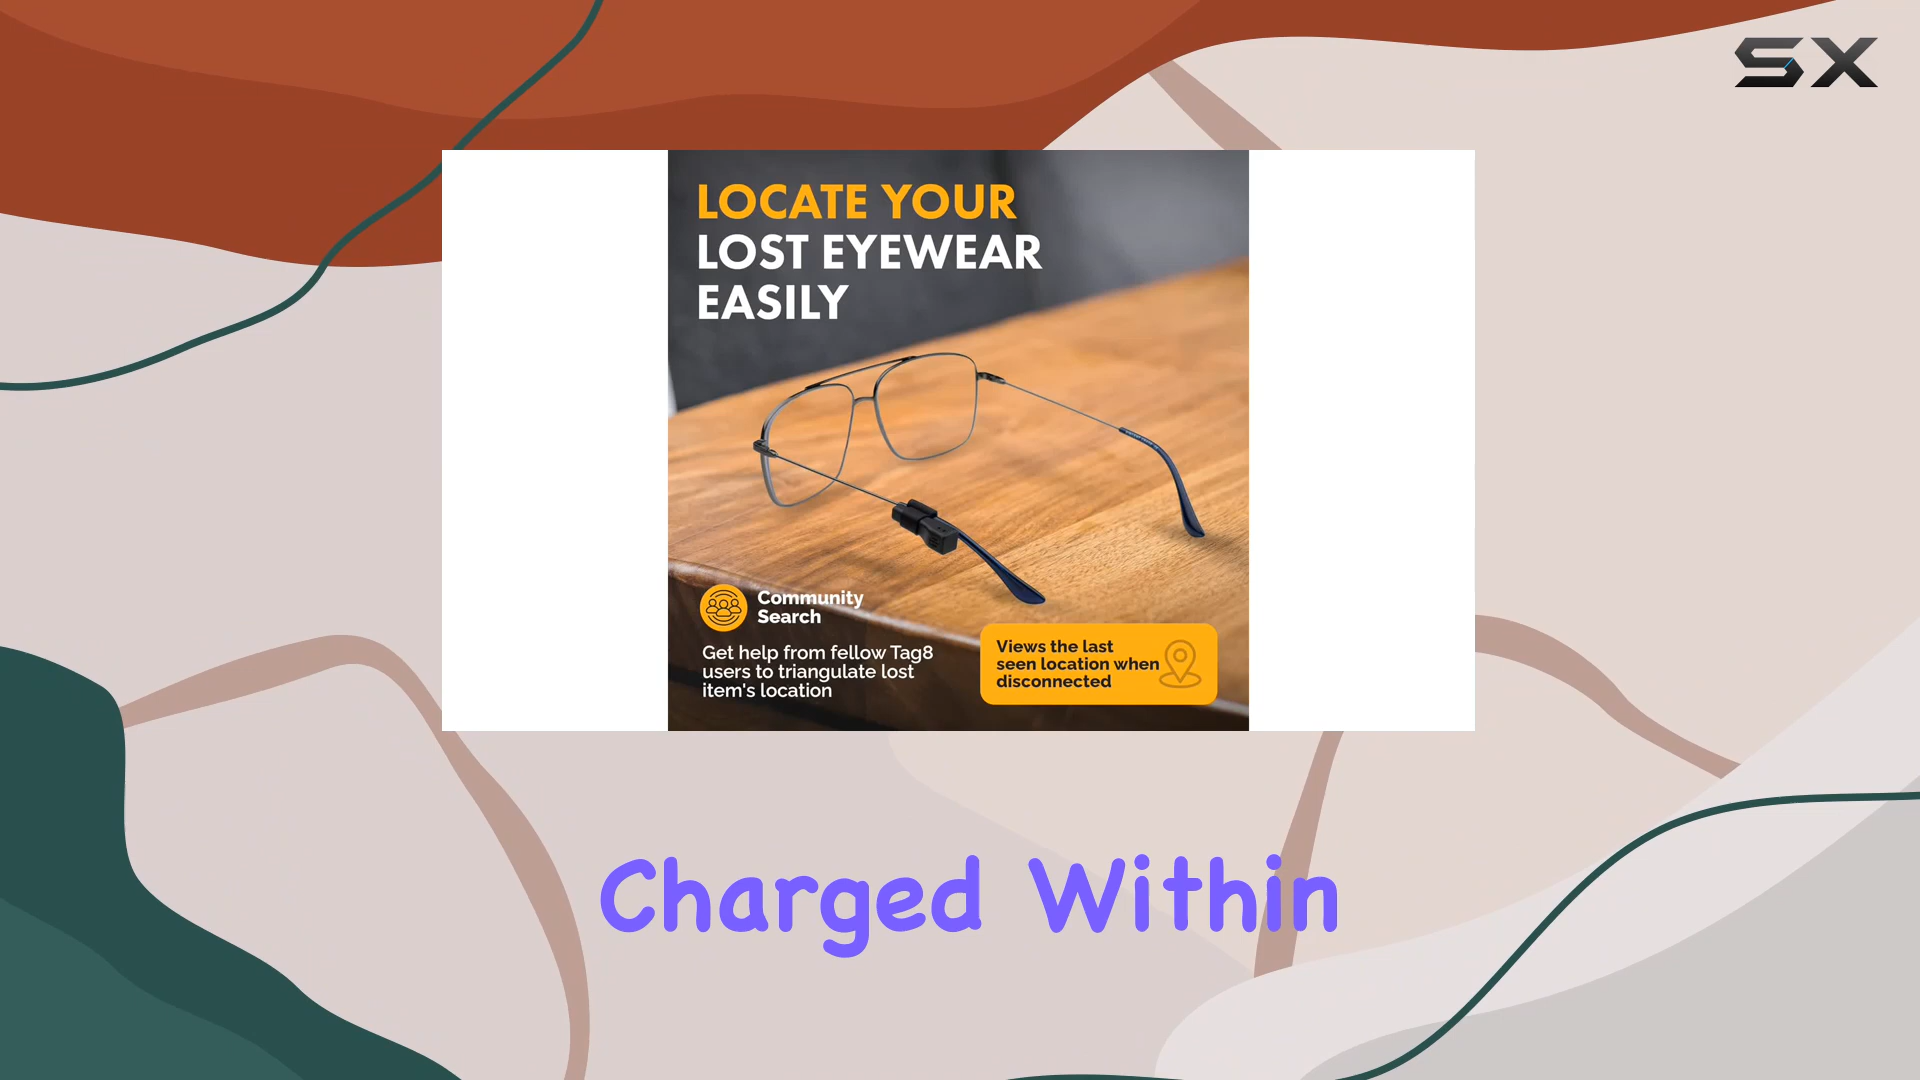 SX
LOCATE YOUR
LOST EYEWEAR
EASILY
Community
Search
Get help from fellow Tag8
users to triangulate lost
item's location
Views the last
seen location when
disconnected
Charged Within